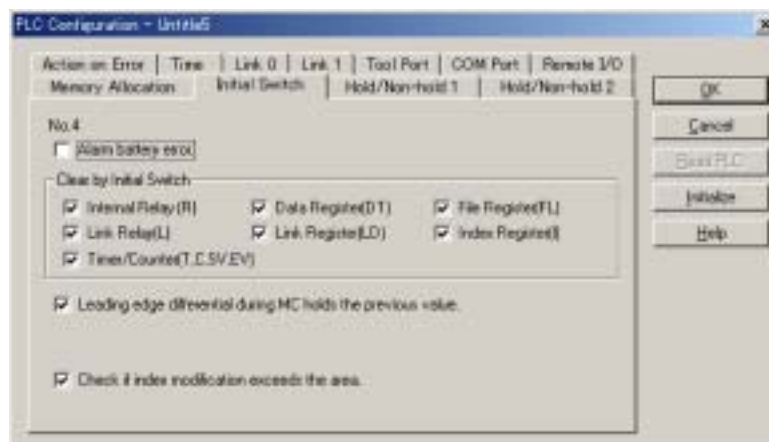 PLC Configuration - Untitle5
Action on Error | Time | Link 0 | Link 1 | Tool Port | COM Port | Remote I/O
Memory Allocation | Initial Switch | Hold/Non-hold 1 | Hold/Non-hold 2
OK
Cancel
Read PLC
Initialize
Help
No.4
Alarm battery error.
Clear by Initial Switch
Internal Relay(R) Data Register(DT) File Register(FL)
Link Relay(L) Link Register(LD) Index Register(I)
Timer/Counter(T,C,SV,EV)
Leading edge differential during MC holds the previous value.
Check if index modification exceeds the area.